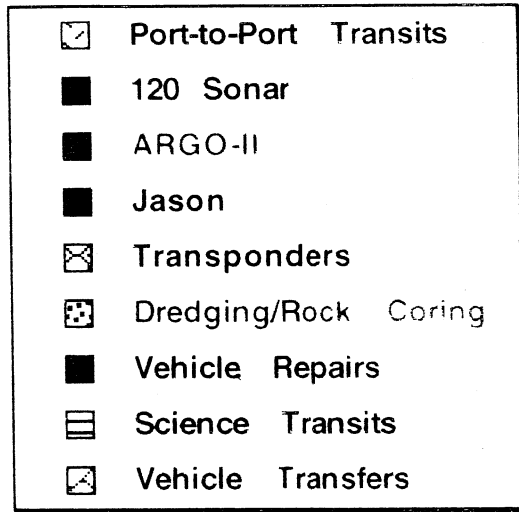 Port-to-Port Transits
120 Sonar
ARGO-II
Jason
Transponders
Dredging/Rock Coring
Vehicle Repairs
Science Transits
Vehicle Transfers